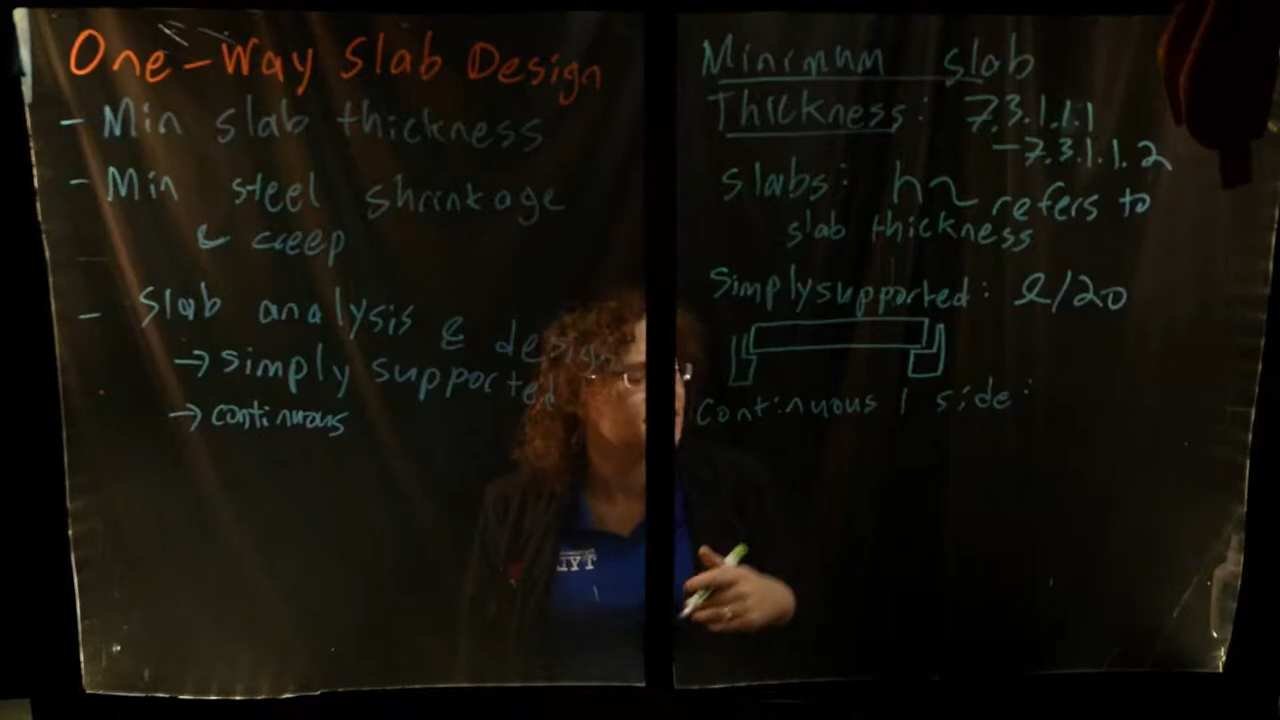 One-Way Slab Design
- Min slab thickness
- Min steel shrinkage
& creep
- Slab analysis & design
→ simply supported
→ continuous
Minimum slab
Thickness: 7.3.1.1.1
-7.3.1.1.2
slabs: h~ refers to
slab thickness
Simply supported: l/20
Continuous 1 side: